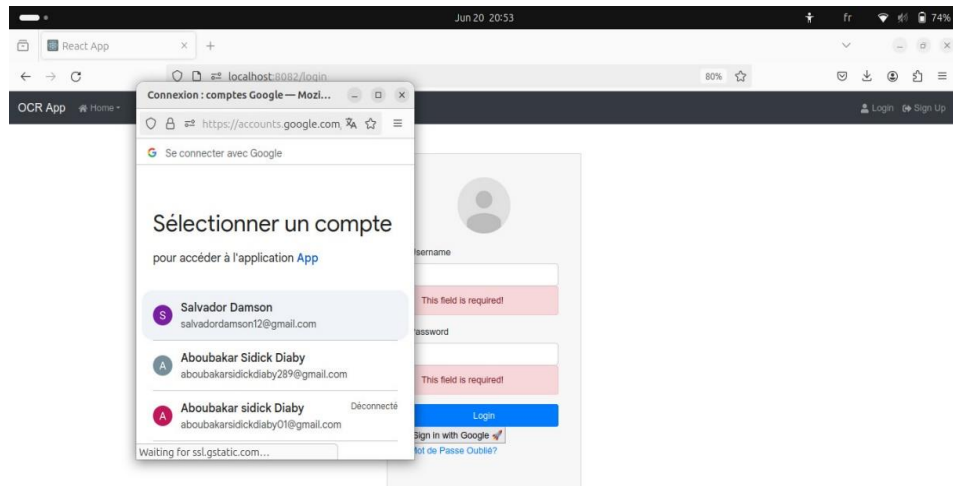 Jun 20 20:53
fr
74%
React App
localhost:8082/login
80%
OCR App
Home
Login
Sign Up
Connexion : comptes Google — Mozi...
https://accounts.google.com
Se connecter avec Google
Sélectionner un compte
pour accéder à l'application App
S
Salvador Damson
salvadordamson12@gmail.com
A
Aboubakar Sidick Diaby
aboubakarsidickdiaby289@gmail.com
A
Aboubakar sidick Diaby
Déconnecté
aboubakarsidickdiaby01@gmail.com
Waiting for ssl.gstatic.com...
Username
This field is required!
Password
This field is required!
Login
Sign In with Google 🚀
Mot de Passe Oublié?